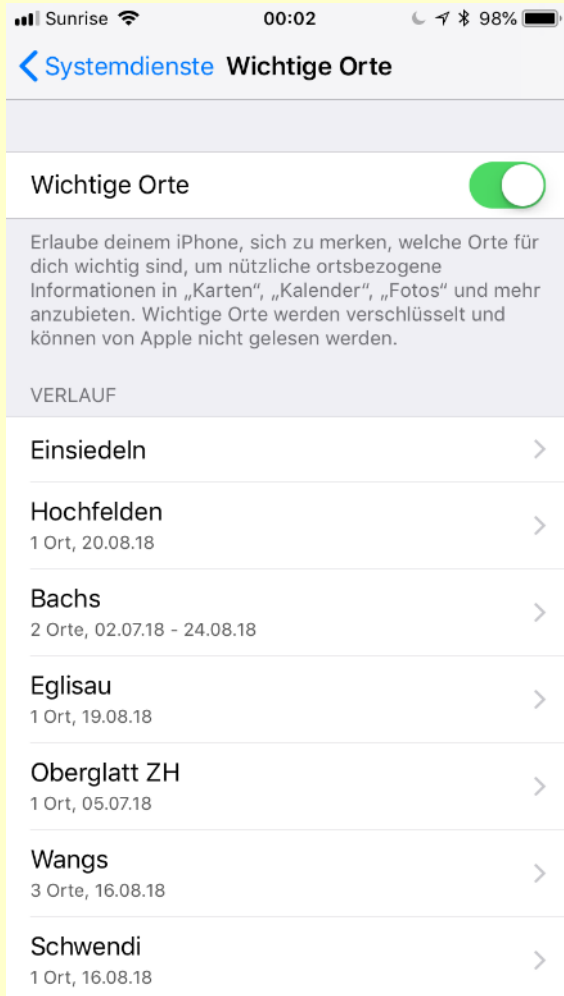 Sunrise 00:02 98%
Systemdienste Wichtige Orte
Wichtige Orte
Erlaube deinem iPhone, sich zu merken, welche Orte für
dich wichtig sind, um nützliche ortsbezogene
Informationen in „Karten“, „Kalender“, „Fotos“ und mehr
anzubieten. Wichtige Orte werden verschlüsselt und
können von Apple nicht gelesen werden.
VERLAUF
Einsiedeln
Hochfelden
1 Ort, 20.08.18
Bachs
2 Orte, 02.07.18 - 24.08.18
Eglisau
1 Ort, 19.08.18
Oberglatt ZH
1 Ort, 05.07.18
Wangs
3 Orte, 16.08.18
Schwendi
1 Ort, 16.08.18